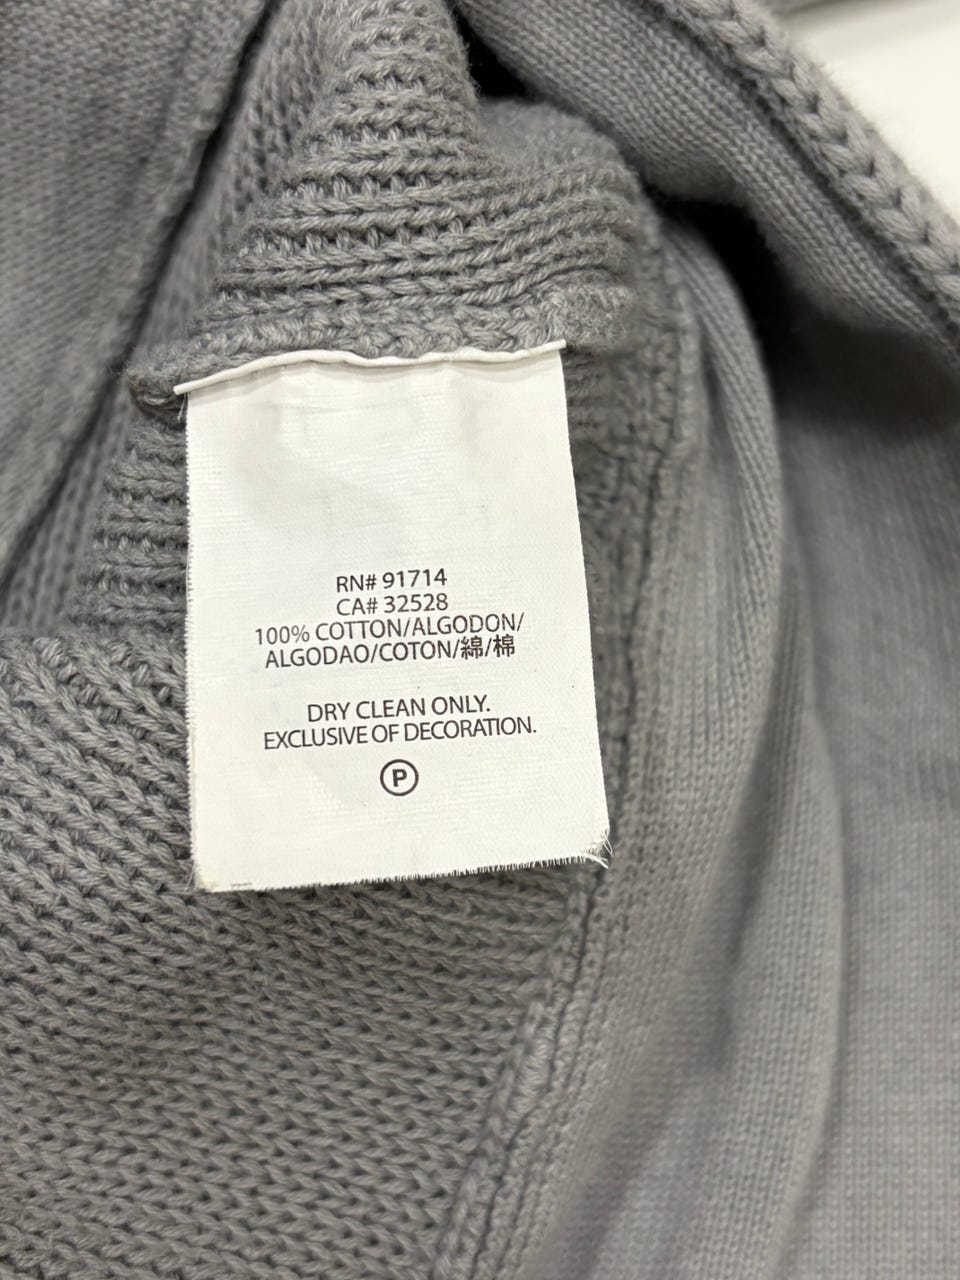 RN# 91714
CA# 32528
100% COTTON/ALGODON/
ALGODAO/COTON/綿/棉
DRY CLEAN ONLY.
EXCLUSIVE OF DECORATION.
P